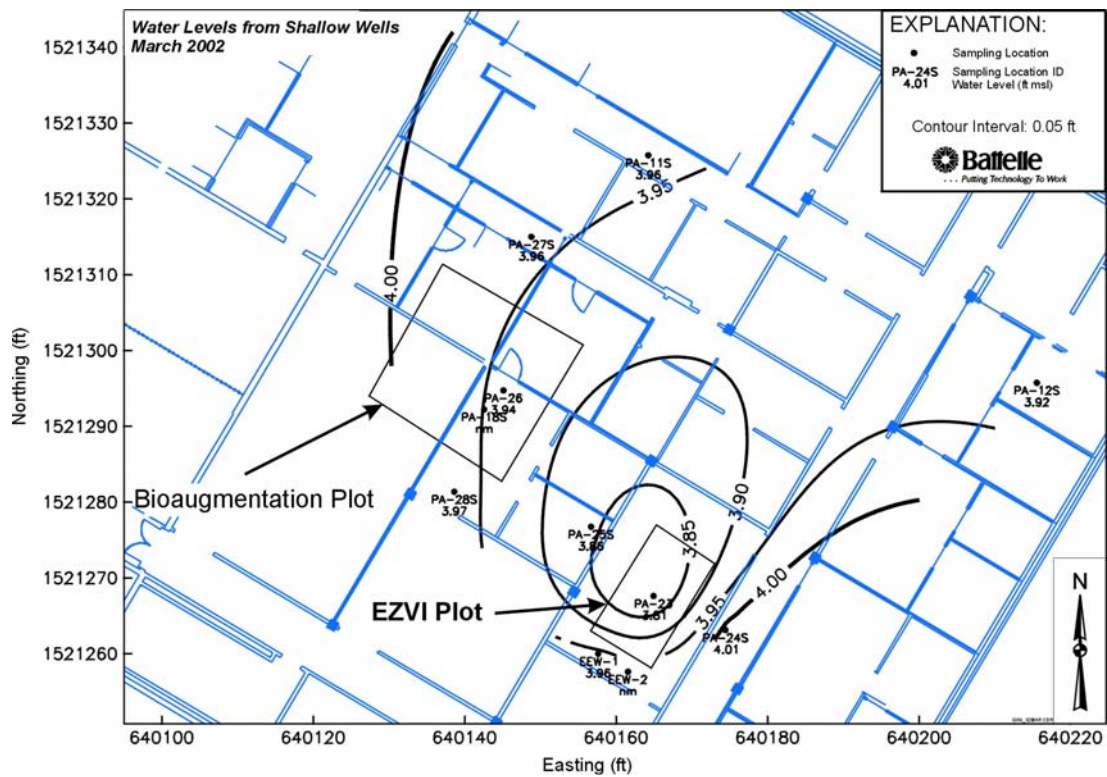 Water Levels from Shallow Wells
March 2002
EXPLANATION:
Sampling Location
PA-24S Sampling Location ID
4.01 Water Level (ft msl)
Contour Interval: 0.05 ft
Battelle
... Putting Technology To Work
1521340
1521330
1521320
1521310
1521300
1521290
1521280
1521270
1521260
Northing (ft)
PA-11S
3.96
3.95
PA-27S
3.96
4.00
PA-12S
3.92
PA-26
3.94
PA-18S
nm
Bioaugmentation Plot
PA-28S
3.97
3.90
3.85
PA-25S
3.86
EZVI Plot
PA-23
3.81
3.95
4.00
PA-24S
4.01
EEW-1
3.96
EEW-2
nm
N
640100
640120
640140
640160
640180
640200
640220
Easting (ft)